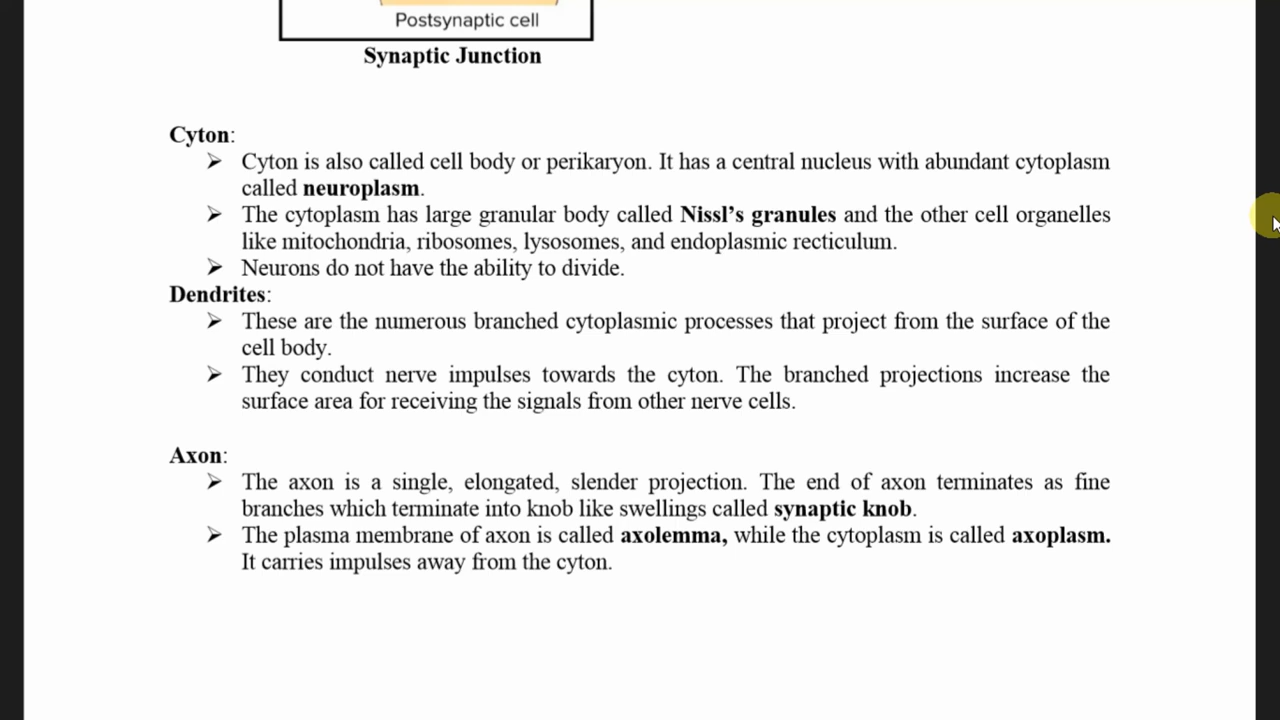 Postsynaptic cell
Synaptic Junction
Cyton:
➢ Cyton is also called cell body or perikaryon. It has a central nucleus with abundant cytoplasm
called neuroplasm.
➢ The cytoplasm has large granular body called Nissl’s granules and the other cell organelles
like mitochondria, ribosomes, lysosomes, and endoplasmic recticulum.
➢ Neurons do not have the ability to divide.
Dendrites:
➢ These are the numerous branched cytoplasmic processes that project from the surface of the
cell body.
➢ They conduct nerve impulses towards the cyton. The branched projections increase the
surface area for receiving the signals from other nerve cells.
Axon:
➢ The axon is a single, elongated, slender projection. The end of axon terminates as fine
branches which terminate into knob like swellings called synaptic knob.
➢ The plasma membrane of axon is called axolemma, while the cytoplasm is called axoplasm.
It carries impulses away from the cyton.